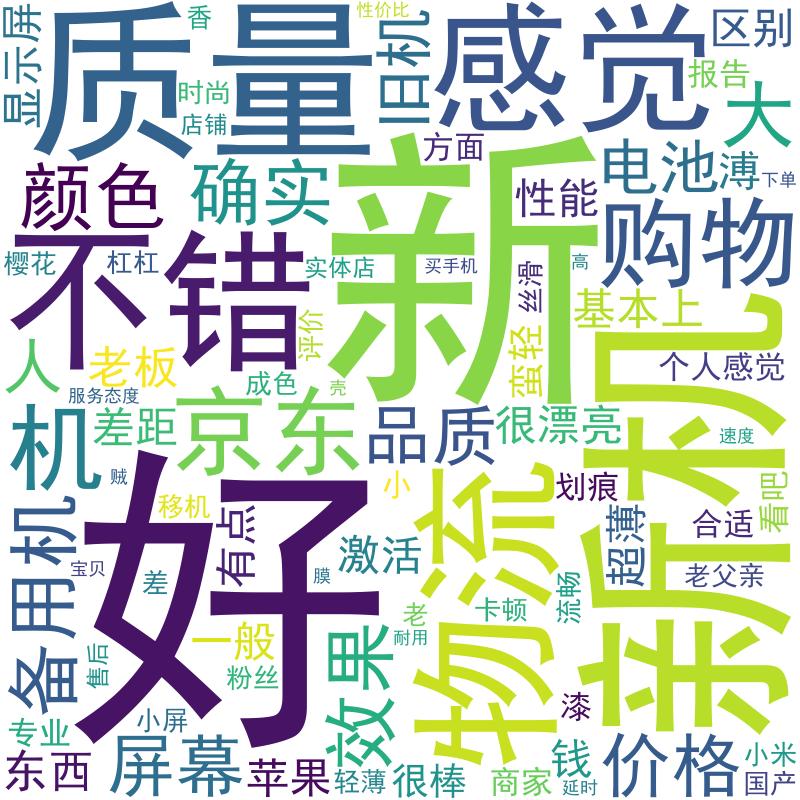 显示屏
质量
香
性价比
旧机
感觉
区别
时尚
店铺
报告
大
方面
颜色
确实
新
性能
电池
薄
下单
购物
不错
樱花
杠杠
实体店
买手机
丝滑
高
基本上
新机
人
老板
评价
蛮轻
个人感觉
服务态度
成色
壳
机
差距
京东
品质
很漂亮
速度
贼
好
移机
有点
小
物流
划痕
超薄
合适
看吧
备用机
宝贝
差
激活
膜
老父亲
一般
效果
老
耐用
卡顿
流畅
售后
粉丝
专业
小屏
漆
东西
屏幕
苹果
轻薄
很棒
商家
钱
延时
价格
小米
国产